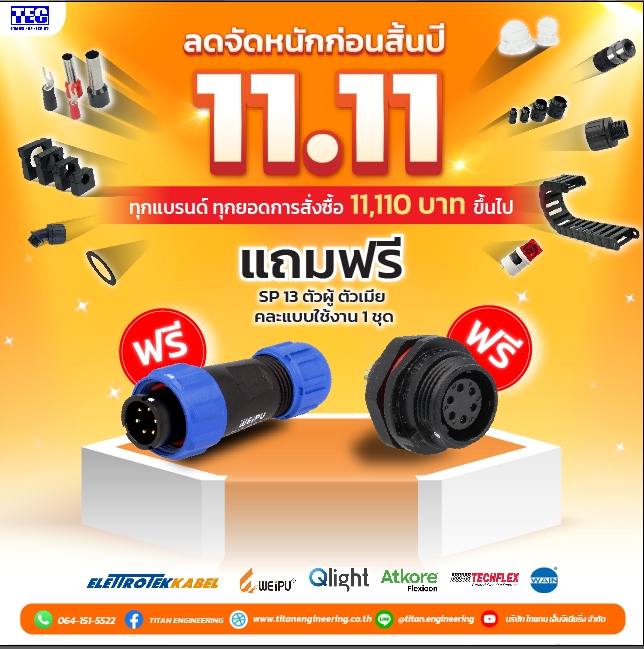 TEC
ลดจัดหนักก่อนสิ้นปี
11.11
ทุกแบรนด์ ทุกยอดการสั่งซื้อ 11,110 บาท ขึ้นไป
แถมฟรี
SP 13 ตัวผู้ ตัวเมีย
คละแบบใช้งาน 1 ชุด
ฟรี
ฟรี
WEIPU
ELETTROTEKKABEL WEIPU Qlight Atkore Flexicon TECHFLEX WAIN
064-151-5522 TITAN ENGINEERING www.titanengineering.co.th @titan.engineering บริษัท ไทแทน เอ็นจิเนียริ่ง จำกัด